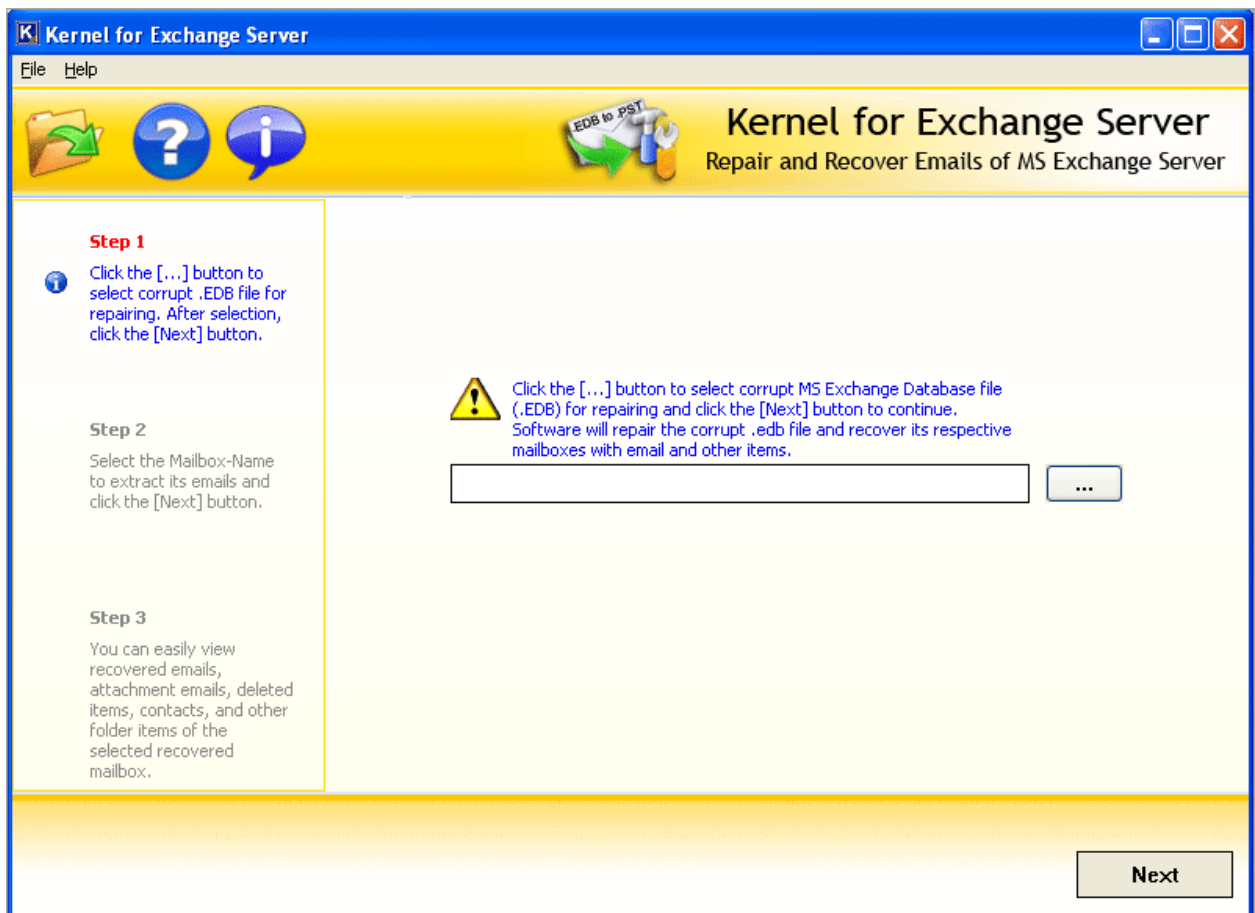 Kernel for Exchange Server
File Help
.EDB to .PST
Kernel for Exchange Server
Repair and Recover Emails of MS Exchange Server
Step 1
Click the [...] button to
select corrupt .EDB file for
repairing. After selection,
click the [Next] button.
Step 2
Select the Mailbox-Name
to extract its emails and
click the [Next] button.
Step 3
You can easily view
recovered emails,
attachment emails, deleted
items, contacts, and other
folder items of the
selected recovered
mailbox.
Click the [...] button to select corrupt MS Exchange Database file
(.EDB) for repairing and click the [Next] button to continue.
Software will repair the corrupt .edb file and recover its respective
mailboxes with email and other items.
...
Next